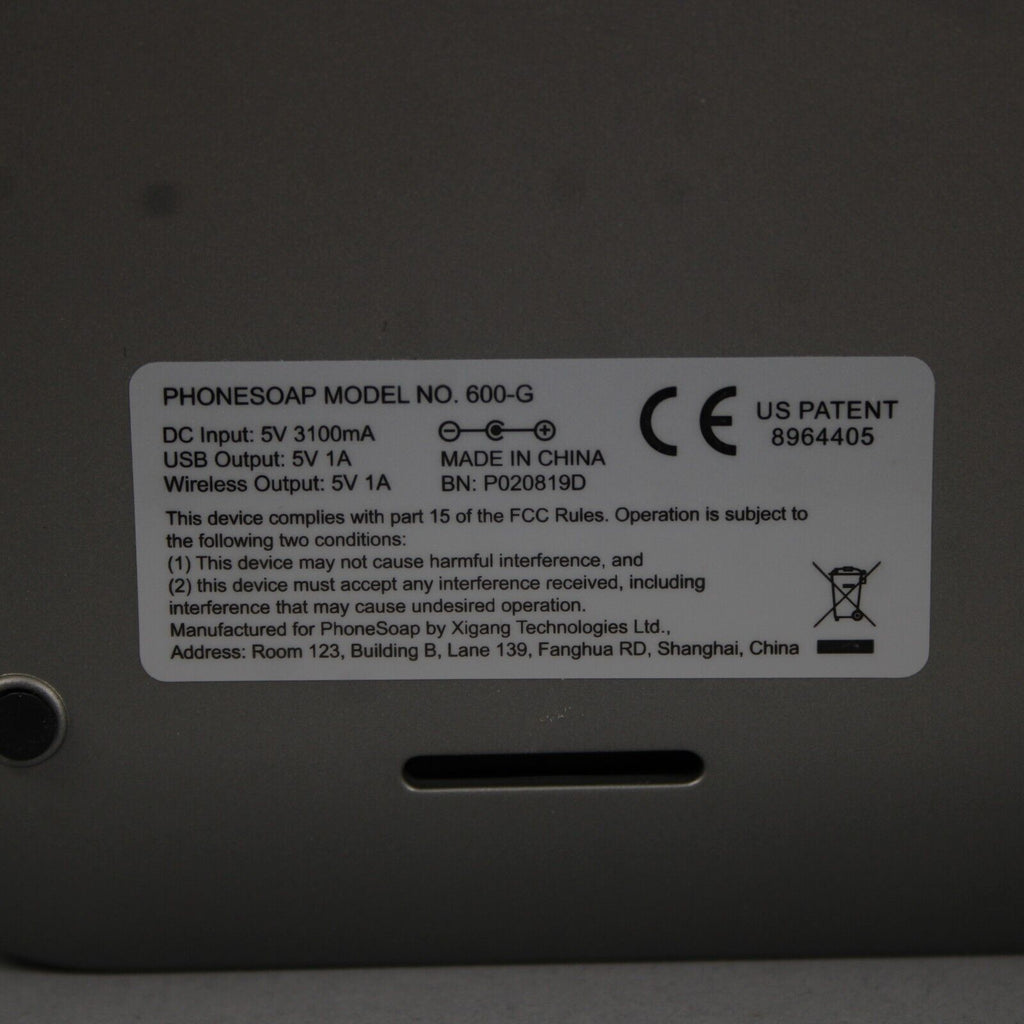 PHONESOAP MODEL NO. 600-G
DC Input: 5V 3100mA
USB Output: 5V 1A
Wireless Output: 5V 1A
MADE IN CHINA
BN: P020819D
CE
US PATENT
8964405
This device complies with part 15 of the FCC Rules. Operation is subject to
the following two conditions:
(1) This device may not cause harmful interference, and
(2) this device must accept any interference received, including
interference that may cause undesired operation.
Manufactured for PhoneSoap by Xigang Technologies Ltd.,
Address: Room 123, Building B, Lane 139, Fanghua RD, Shanghai, China